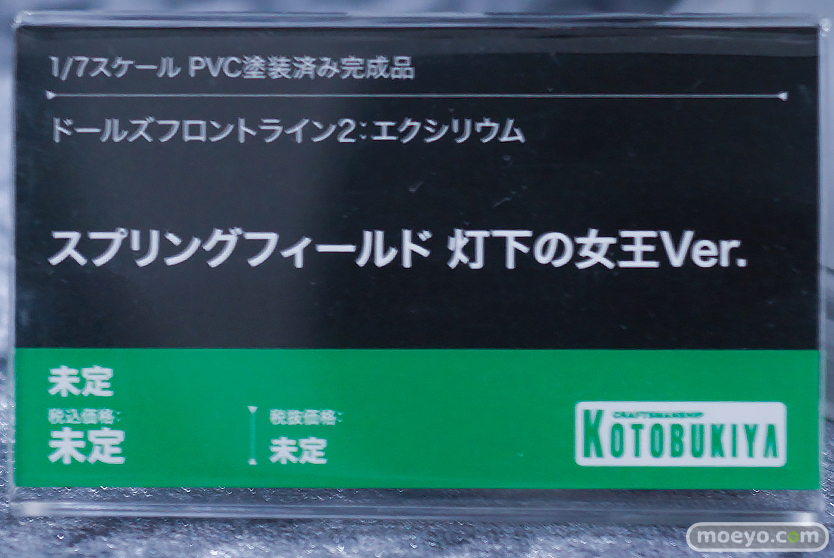 1/7スケール PVC塗装済み完成品
ドールズフロントライン2：エクシリウム
スプリングフィールド 灯下の女王Ver.
未定
税込価格：
未定
税抜価格：
未定
CRAFTSMANSHIP
KOTOBUKIYA
moeyo.com